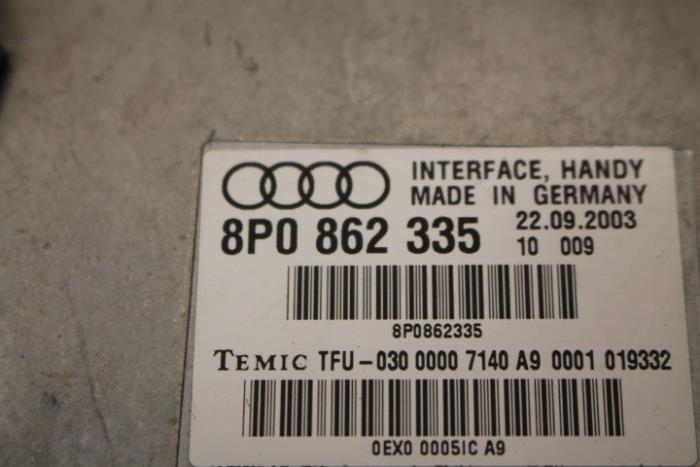 INTERFACE, HANDY
MADE IN GERMANY
8P0 862 335 22.09.2003
10 009
8P0862335
TEMIC TFU-030 0000 7140 A9 0001 019332
0EX0 0005IC A9